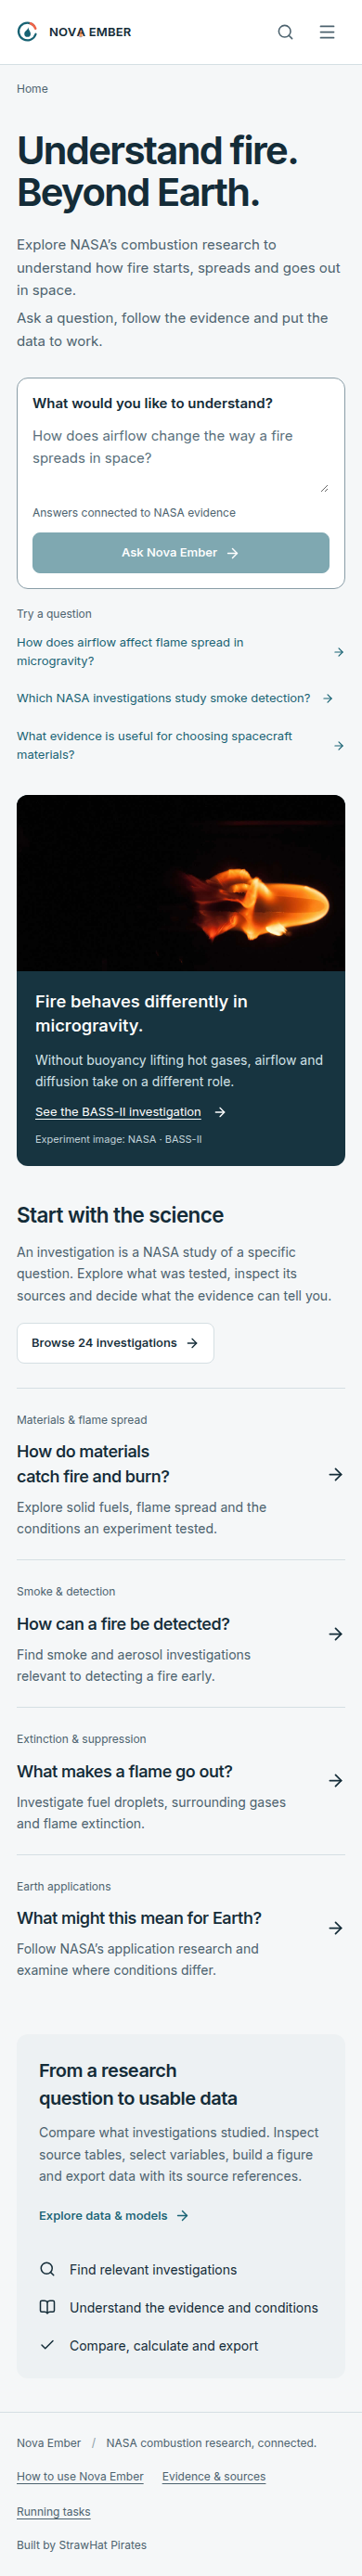 NOVA EMBER
Home
Understand fire.
Beyond Earth.
Explore NASA’s combustion research to
understand how fire starts, spreads and goes out
in space.
Ask a question, follow the evidence and put the
data to work.
What would you like to understand?
How does airflow change the way a fire
spreads in space?
Answers connected to NASA evidence
Ask Nova Ember
Try a question
How does airflow affect flame spread in
microgravity?
Which NASA investigations study smoke detection?
What evidence is useful for choosing spacecraft
materials?
Fire behaves differently in
microgravity.
Without buoyancy lifting hot gases, airflow and
diffusion take on a different role.
See the BASS-II investigation
Experiment image: NASA · BASS-II
Start with the science
An investigation is a NASA study of a specific
question. Explore what was tested, inspect its
sources and decide what the evidence can tell you.
Browse 24 investigations
Materials & flame spread
How do materials
catch fire and burn?
Explore solid fuels, flame spread and the
conditions an experiment tested.
Smoke & detection
How can a fire be detected?
Find smoke and aerosol investigations
relevant to detecting a fire early.
Extinction & suppression
What makes a flame go out?
Investigate fuel droplets, surrounding gases
and flame extinction.
Earth applications
What might this mean for Earth?
Follow NASA’s application research and
examine where conditions differ.
From a research
question to usable data
Compare what investigations studied. Inspect
source tables, select variables, build a figure
and export data with its source references.
Explore data & models
Find relevant investigations
Understand the evidence and conditions
Compare, calculate and export
Nova Ember / NASA combustion research, connected.
How to use Nova Ember Evidence & sources
Running tasks
Built by StrawHat Pirates